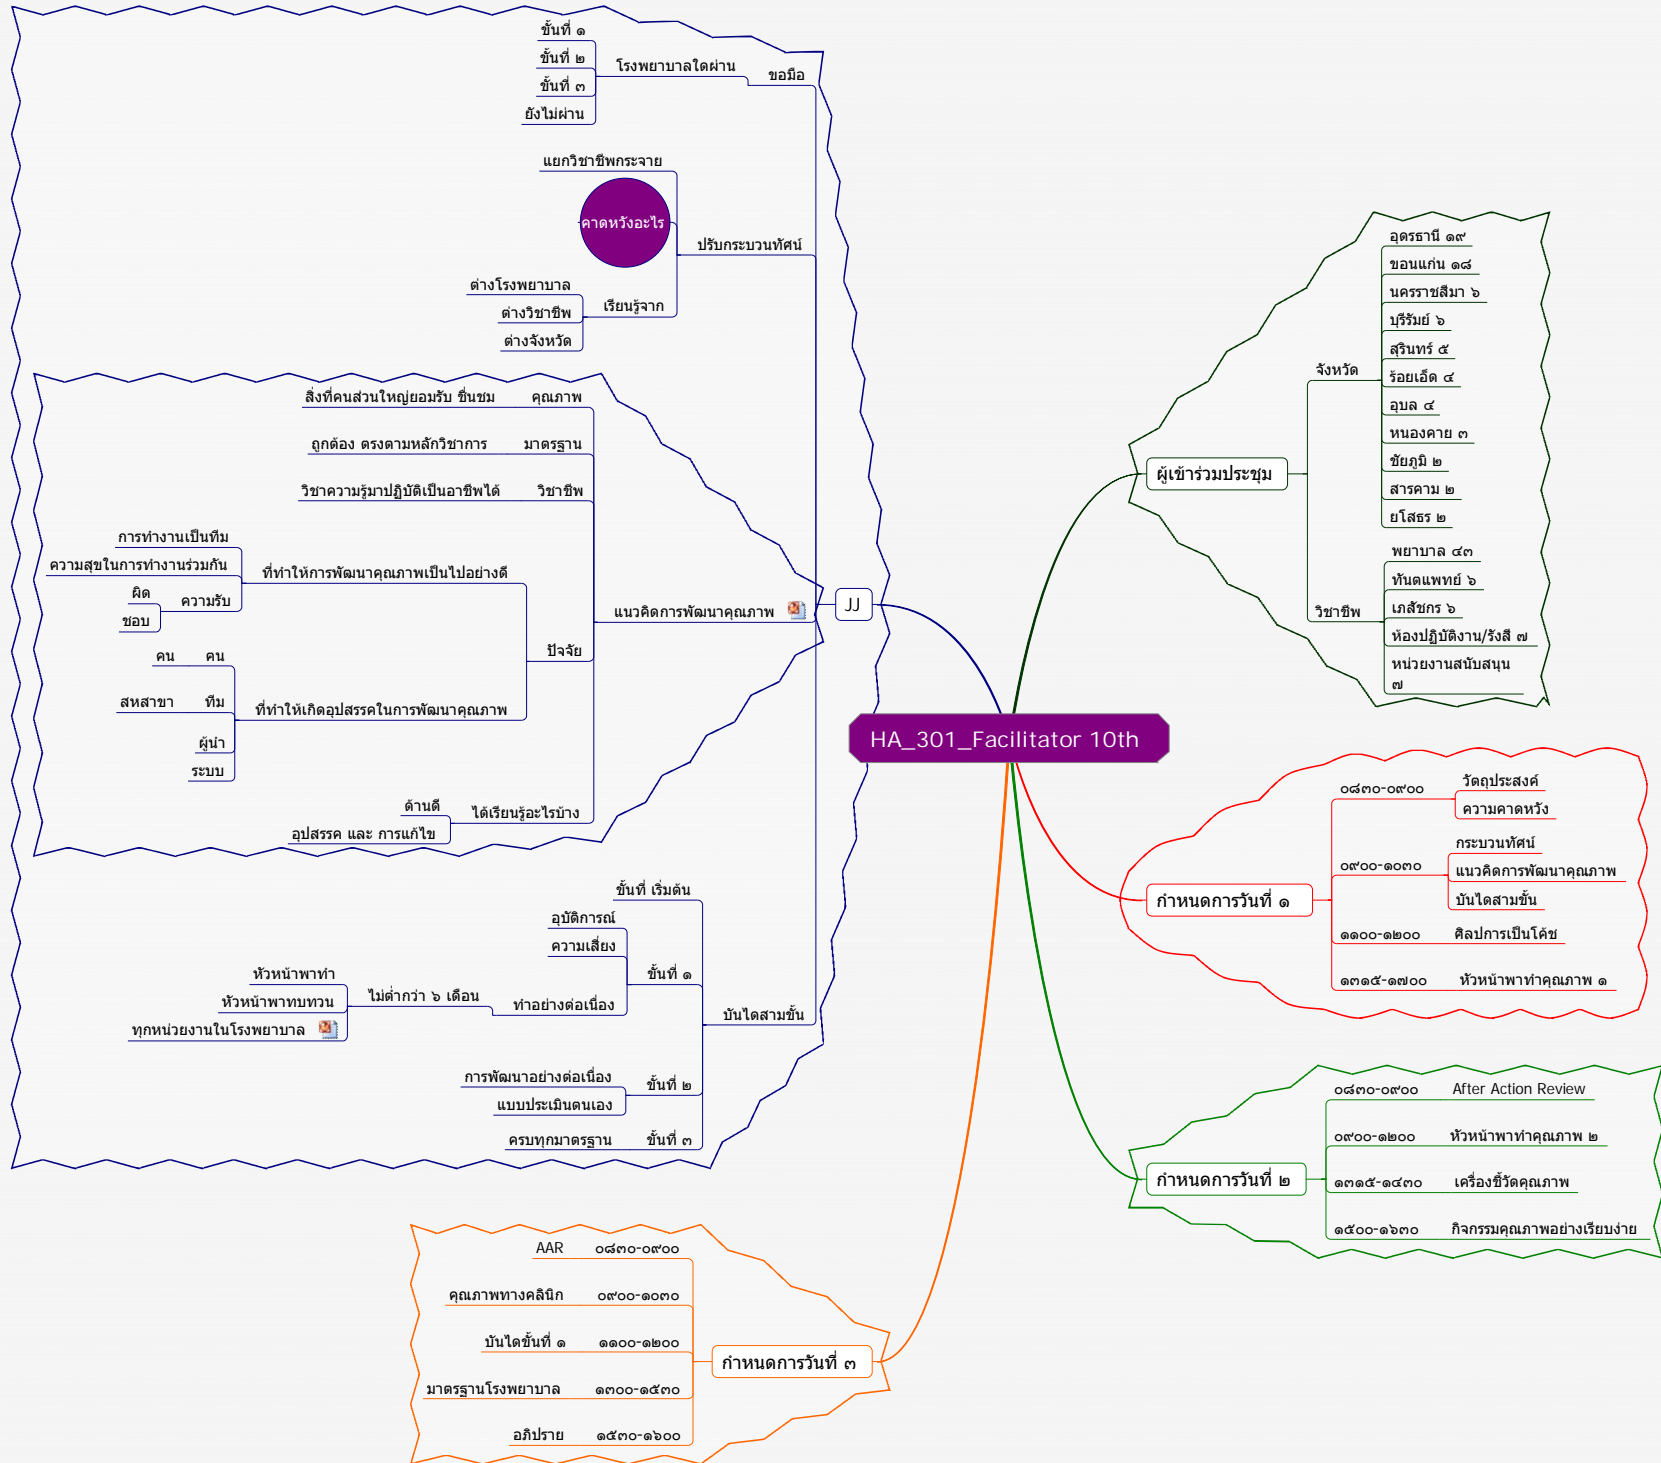 HA_301_Facilitator 10th
ผู้เข้าร่วมประชุม
จังหวัด
อุดรธานี ๑๙
ขอนแก่น ๑๘
นครราชสีมา ๖
บุรีรัมย์ ๖
สุรินทร์ ๕
ร้อยเอ็ด ๔
อุบล ๔
หนองคาย ๓
ชัยภูมิ ๒
สารคาม ๒
ยโสธร ๒
วิชาชีพ
พยาบาล ๔๓
ทันตแพทย์ ๖
เภสัชกร ๖
ห้องปฏิบัติงาน/รังสี ๗
หน่วยงานสนับสนุน
๗
กำหนดการวันที่ ๑
๐๘๓๐-๐๙๐๐
วัตถุประสงค์
ความคาดหวัง
๐๙๐๐-๑๐๓๐
กระบวนทัศน์
แนวคิดการพัฒนาคุณภาพ
บันไดสามขั้น
๑๑๐๐-๑๒๐๐ ศิลปการเป็นโค้ช
๑๓๑๕-๑๗๐๐ หัวหน้าพาทำคุณภาพ ๑
กำหนดการวันที่ ๒
๐๘๓๐-๐๙๐๐ After Action Review
๐๙๐๐-๑๒๐๐ หัวหน้าพาทำคุณภาพ ๒
๑๓๑๕-๑๔๓๐ เครื่องชี้วัดคุณภาพ
๑๕๐๐-๑๖๓๐ กิจกรรมคุณภาพอย่างเรียบง่าย
กำหนดการวันที่ ๓
AAR ๐๘๓๐-๐๙๐๐
คุณภาพทางคลินิก ๐๙๐๐-๑๐๓๐
บันไดขั้นที่ ๑ ๑๑๐๐-๑๒๐๐
มาตรฐานโรงพยาบาล ๑๓๐๐-๑๕๓๐
อภิปราย ๑๕๓๐-๑๖๐๐
JJ
ขอมือ
โรงพยาบาลใดผ่าน
ขั้นที่ ๑
ขั้นที่ ๒
ขั้นที่ ๓
ยังไม่ผ่าน
ปรับกระบวนทัศน์
แยกวิชาชีพกระจาย
คาดหวังอะไร
เรียนรู้จาก
ต่างโรงพยาบาล
ต่างวิชาชีพ
ต่างจังหวัด
แนวคิดการพัฒนาคุณภาพ
สิ่งที่คนส่วนใหญ่ยอมรับ ชื่นชม คุณภาพ
ถูกต้อง ตรงตามหลักวิชาการ มาตรฐาน
วิชาความรู้มาปฏิบัติเป็นอาชีพได้ วิชาชีพ
ปัจจัย
ที่ทำให้การพัฒนาคุณภาพเป็นไปอย่างดี
การทำงานเป็นทีม
ความสุขในการทำงานร่วมกัน
ความรับ
ผิด
ชอบ
ที่ทำให้เกิดอุปสรรคในการพัฒนาคุณภาพ
คน คน
สหสาขา ทีม
ผู้นำ
ระบบ
ได้เรียนรู้อะไรบ้าง
ด้านดี
อุปสรรค และ การแก้ไข
บันไดสามขั้น
ขั้นที่ เริ่มต้น
ขั้นที่ ๑
อุบัติการณ์
ความเสี่ยง
ทำอย่างต่อเนื่อง
ไม่ต่ำกว่า ๖ เดือน
หัวหน้าพาทำ
หัวหน้าพาทบทวน
ทุกหน่วยงานในโรงพยาบาล
ขั้นที่ ๒
การพัฒนาอย่างต่อเนื่อง
แบบประเมินตนเอง
ครบทุกมาตรฐาน ขั้นที่ ๓